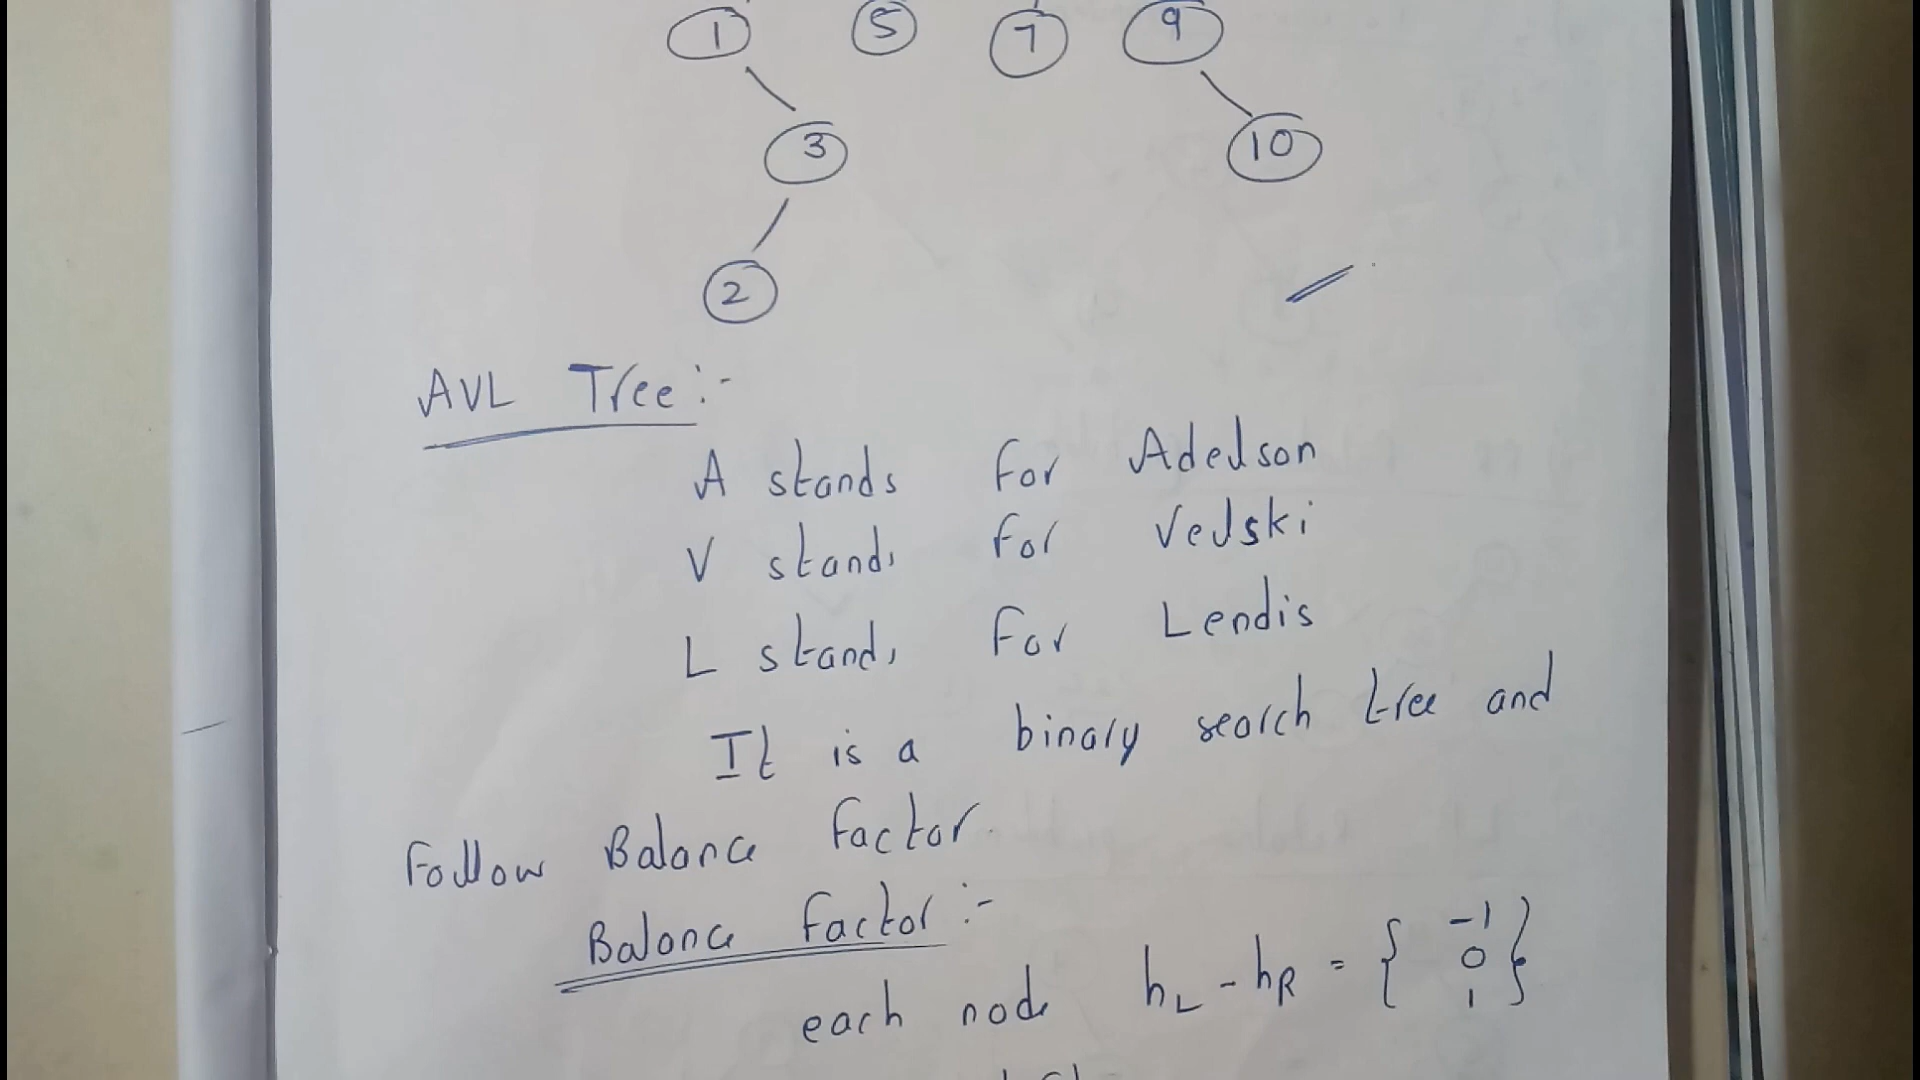 1 5 7 9
3 10
2
AVL Tree:-
A stands for Adelson
V stands for Velski
L stands for Lendis
It is a binary search tree and
Follow Balance factor.
Balance factor:-
each node hL - hR = { -1 0 1 }